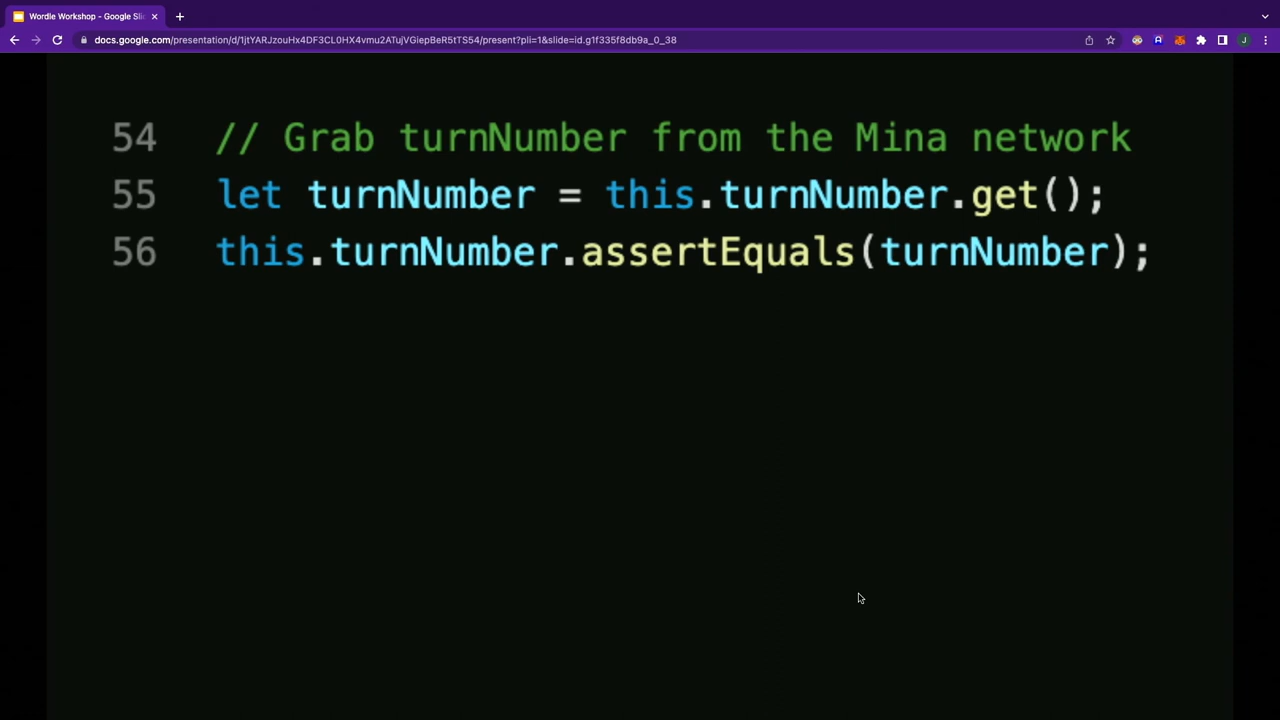 Wordle Workshop - Google Sli
docs.google.com/presentation/d/1jtYARJzouHx4DF3CL0HX4vmu2ATujVGiepBeR5tTS54/present?pli=1&slide=id.g1f335f8db9a_0_38
J
54 // Grab turnNumber from the Mina network
55 let turnNumber = this.turnNumber.get();
56 this.turnNumber.assertEquals(turnNumber);